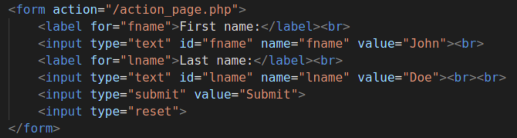 <form action="/action_page.php">
<label for="fname">First name:</label><br>
<input type="text" id="fname" name="fname" value="John"><br>
<label for="lname">Last name:</label><br>
<input type="text" id="lname" name="lname" value="Doe"><br><br>
<input type="submit" value="Submit">
<input type="reset">
</form>